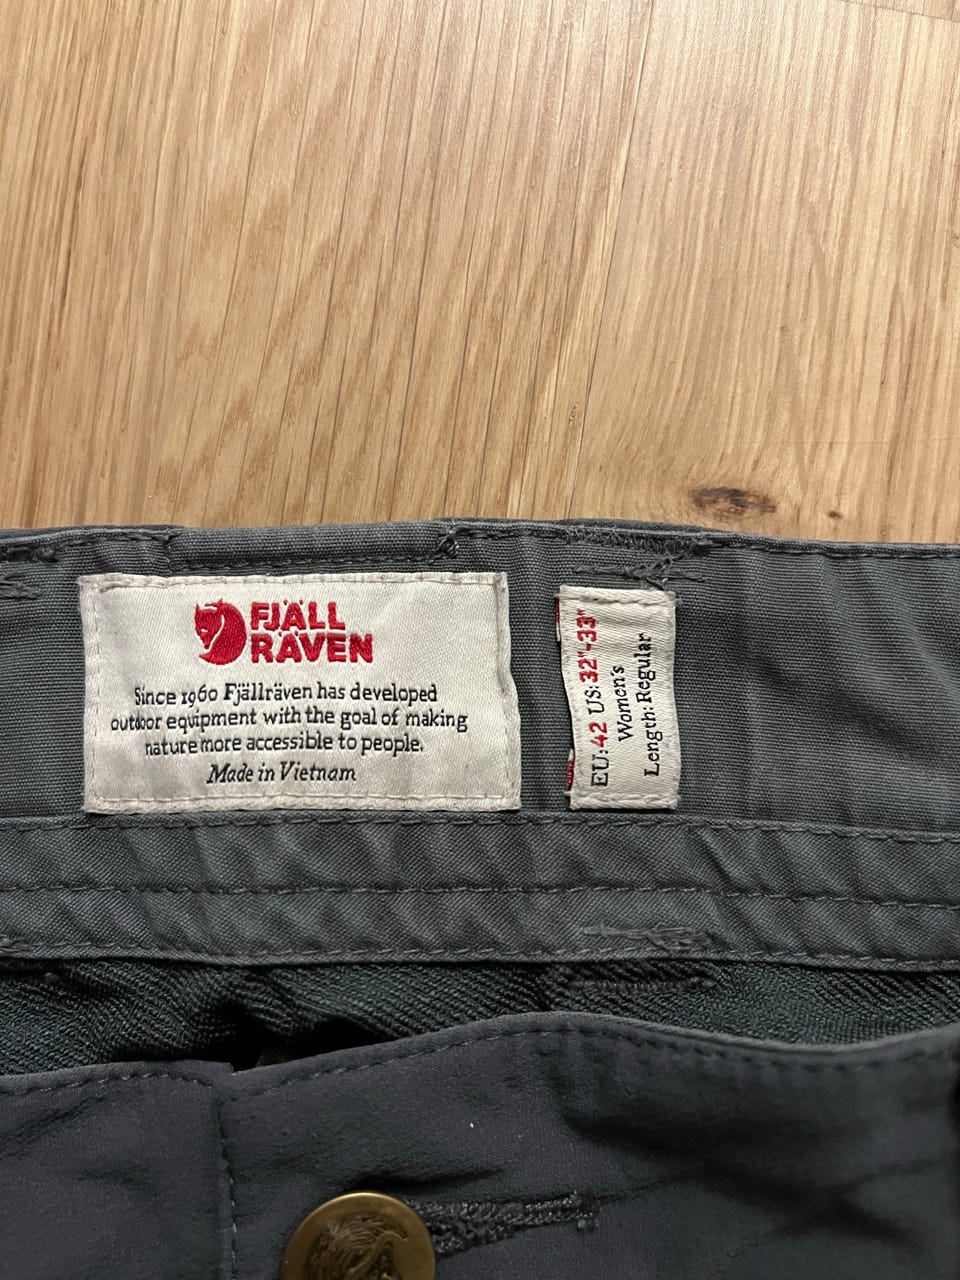 FJÄLL
RÄVEN
Since 1960 Fjällräven has developed
outdoor equipment with the goal of making
nature more accessible to people.
Made in Vietnam
EU:42 US:32"-33"
Women's
Length: Regular